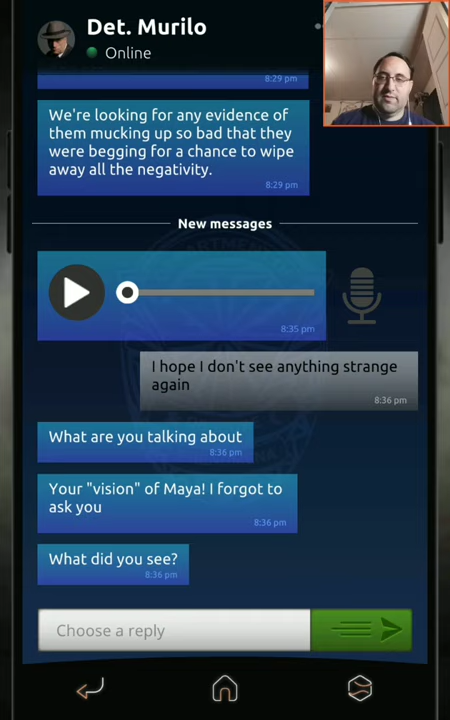 Det. Murilo
Online
8:29 pm
We're looking for any evidence of
them mucking up so bad that they
were begging for a chance to wipe
away all the negativity.
8:29 pm
New messages
8:35 pm
I hope I don't see anything strange
again
8:36 pm
What are you talking about
8:36 pm
Your "vision" of Maya! I forgot to
ask you
8:36 pm
What did you see?
8:36 pm
Choose a reply